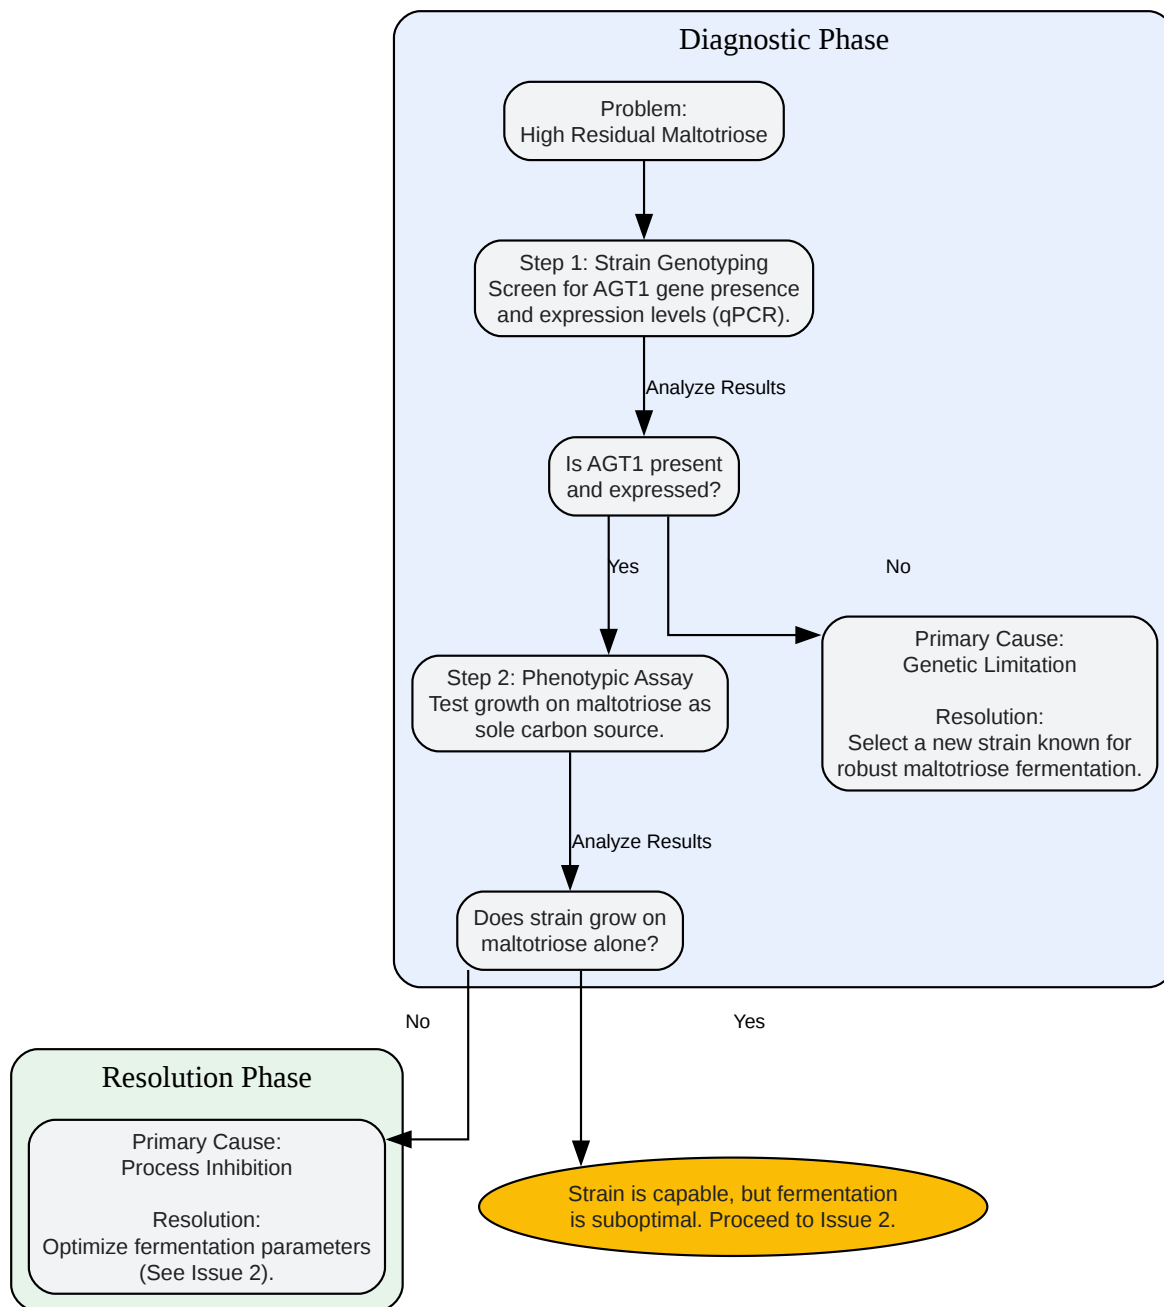 Diagnostic Phase
Problem:
High Residual Maltotriose
Step 1: Strain Genotyping
Screen for AGT1 gene presence
and expression levels (qPCR).
Analyze Results
Is AGT1 present
and expressed?
Yes
No
Primary Cause:
Genetic Limitation
Resolution:
Select a new strain known for
robust maltotriose fermentation.
Step 2: Phenotypic Assay
Test growth on maltotriose as
sole carbon source.
Analyze Results
Does strain grow on
maltotriose alone?
No
Yes
Resolution Phase
Primary Cause:
Process Inhibition
Resolution:
Optimize fermentation parameters
(See Issue 2).
Strain is capable, but fermentation
is suboptimal. Proceed to Issue 2.